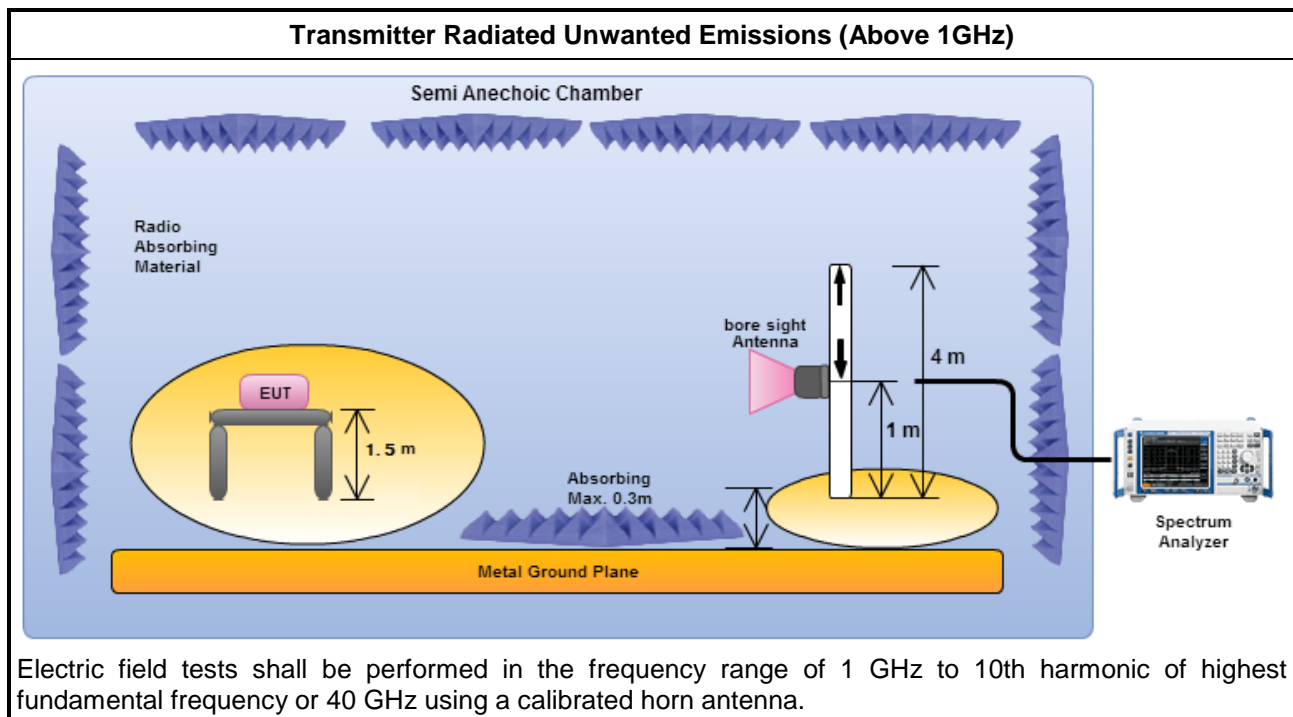 Transmitter Radiated Unwanted Emissions (Above 1GHz)
Semi Anechoic Chamber
Radio
Absorbing
Material
bore sight
Antenna
4 m
EUT
1 m
1.5 m
Absorbing
Max. 0.3m
Spectrum
Analyzer
Metal Ground Plane
Electric field tests shall be performed in the frequency range of 1 GHz to 10th harmonic of highest
fundamental frequency or 40 GHz using a calibrated horn antenna.